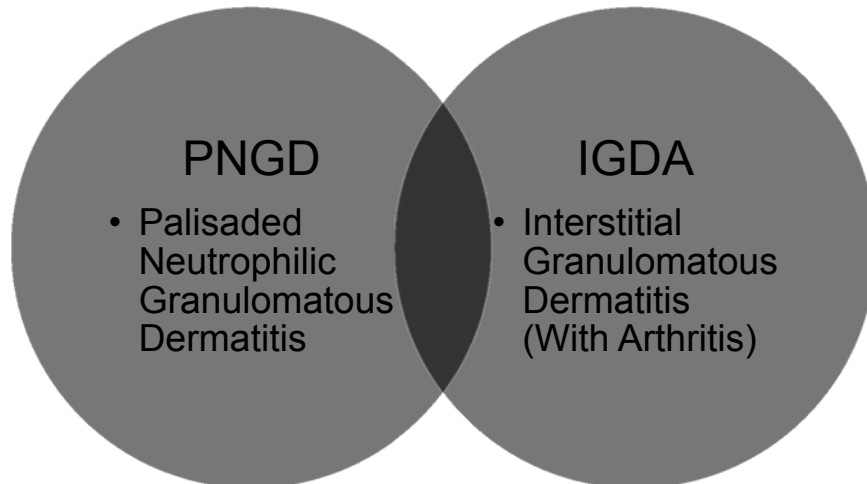 PNGD
• Palisaded
Neutrophilic
Granulomatous
Dermatitis
IGDA
• Interstitial
Granulomatous
Dermatitis
(With Arthritis)